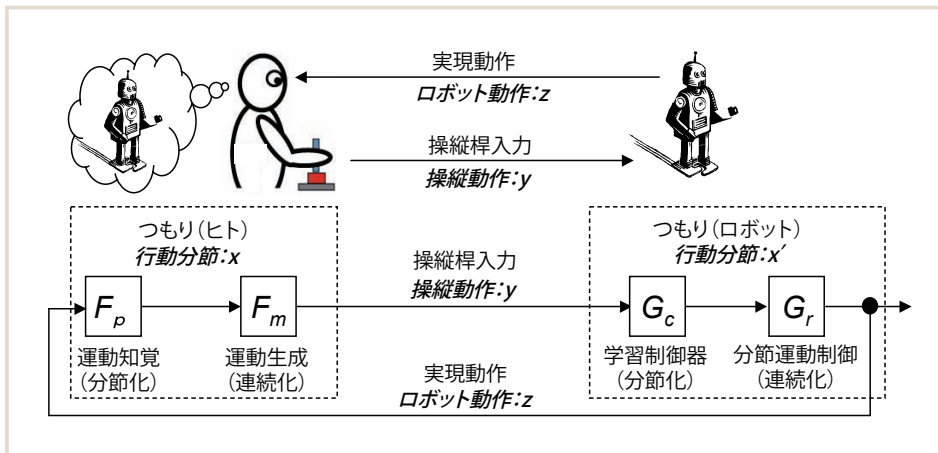 実現動作
ロボット動作:z
操縦桿入力
操縦動作:y
つもり(ヒト)
行動分節:x
つもり(ロボット)
行動分節:x′
操縦桿入力
操縦動作:y
Fp
Fm
Gc
Gr
運動知覚
(分節化)
運動生成
(連続化)
学習制御器
(分節化)
分節運動制御
(連続化)
実現動作
ロボット動作:z